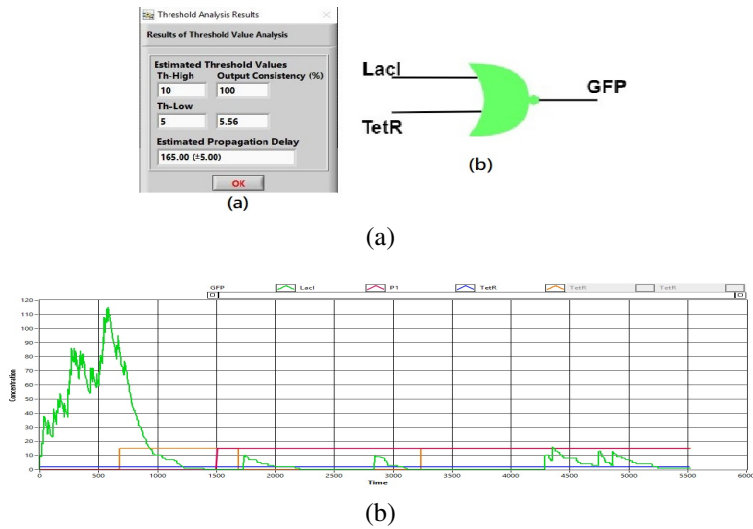 Threshold Analysis Results
Results of Threshold Value Analysis
Estimated Threshold Values
Th-High Output Consistency (%)
10 100
Th-Low
5 5.56
Estimated Propagation Delay
165.00 (±5.00)
OK
(a)
LacI
TetR
GFP
(b)
(a)
GFP LacI P1 TetR TetR TetR
Concentration
120
110
100
90
80
70
60
50
40
30
20
10
0
0 500 1000 1500 2000 2500 3000 3500 4000 4500 5000 5500 6000
Time
(b)